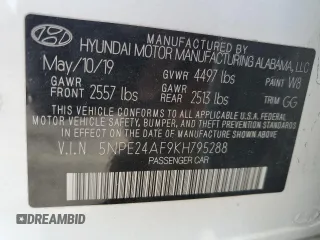 MANUFACTURED BY
HYUNDAI MOTOR MANUFACTURING ALABAMA, LLC
May/10/19 GVWR 4497 lbs PAINT W8
GAWR GAWR
FRONT 2557 lbs REAR 2513 lbs TRIM GG
THIS VEHICLE CONFORMS TO ALL APPLICABLE U.S. FEDERAL
MOTOR VEHICLE SAFETY, BUMPER, AND THEFT PREVENTION STANDARDS
IN EFFECT ON THE DATE OF MANUFACTURE SHOWN ABOVE.
V.I.N 5NPE24AF9KH795288
PASSENGER CAR
DREAMBID
DREAMBID.COM